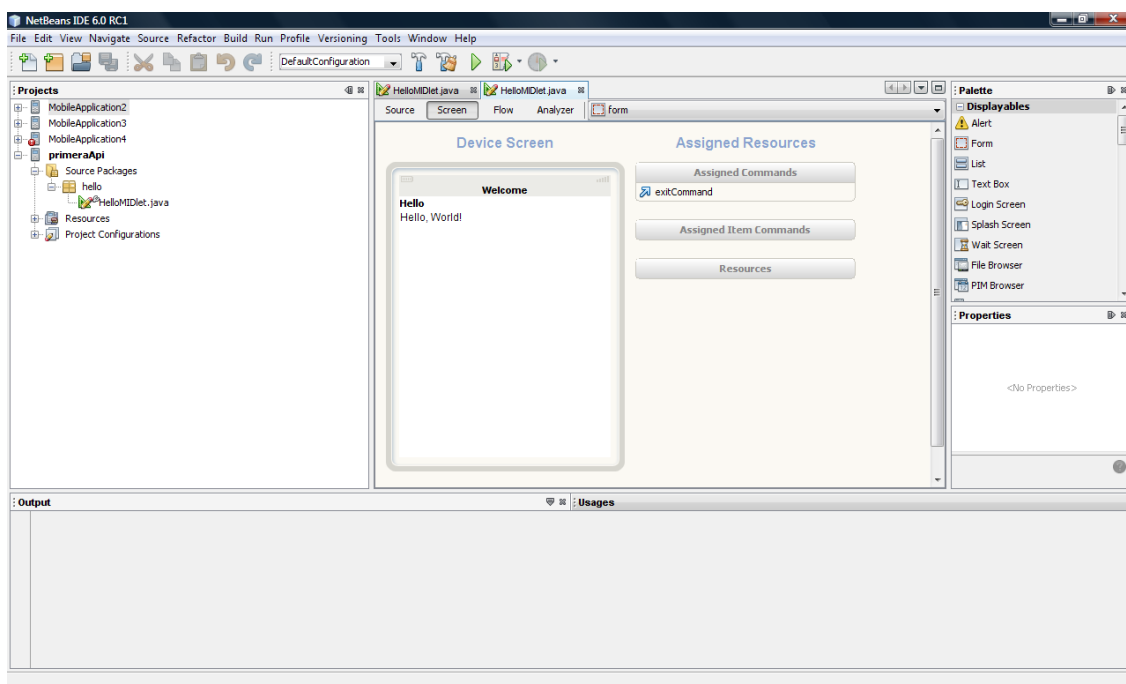 NetBeans IDE 6.0 RC1
File Edit View Navigate Source Refactor Build Run Profile Versioning Tools Window Help
DefaultConfiguration
Projects
MobileApplication2
MobileApplication3
MobileApplication4
primeraApi
Source Packages
hello
HelloMIDlet.java
Resources
Project Configurations
HelloMIDlet.java HelloMIDlet.java
Source Screen Flow Analyzer form
Device Screen
Welcome
Hello
Hello, World!
Assigned Resources
Assigned Commands
exitCommand
Assigned Item Commands
Resources
Palette
Displayables
Alert
Form
List
Text Box
Login Screen
Splash Screen
Wait Screen
File Browser
PIM Browser
Properties
<No Properties>
Output
Usages